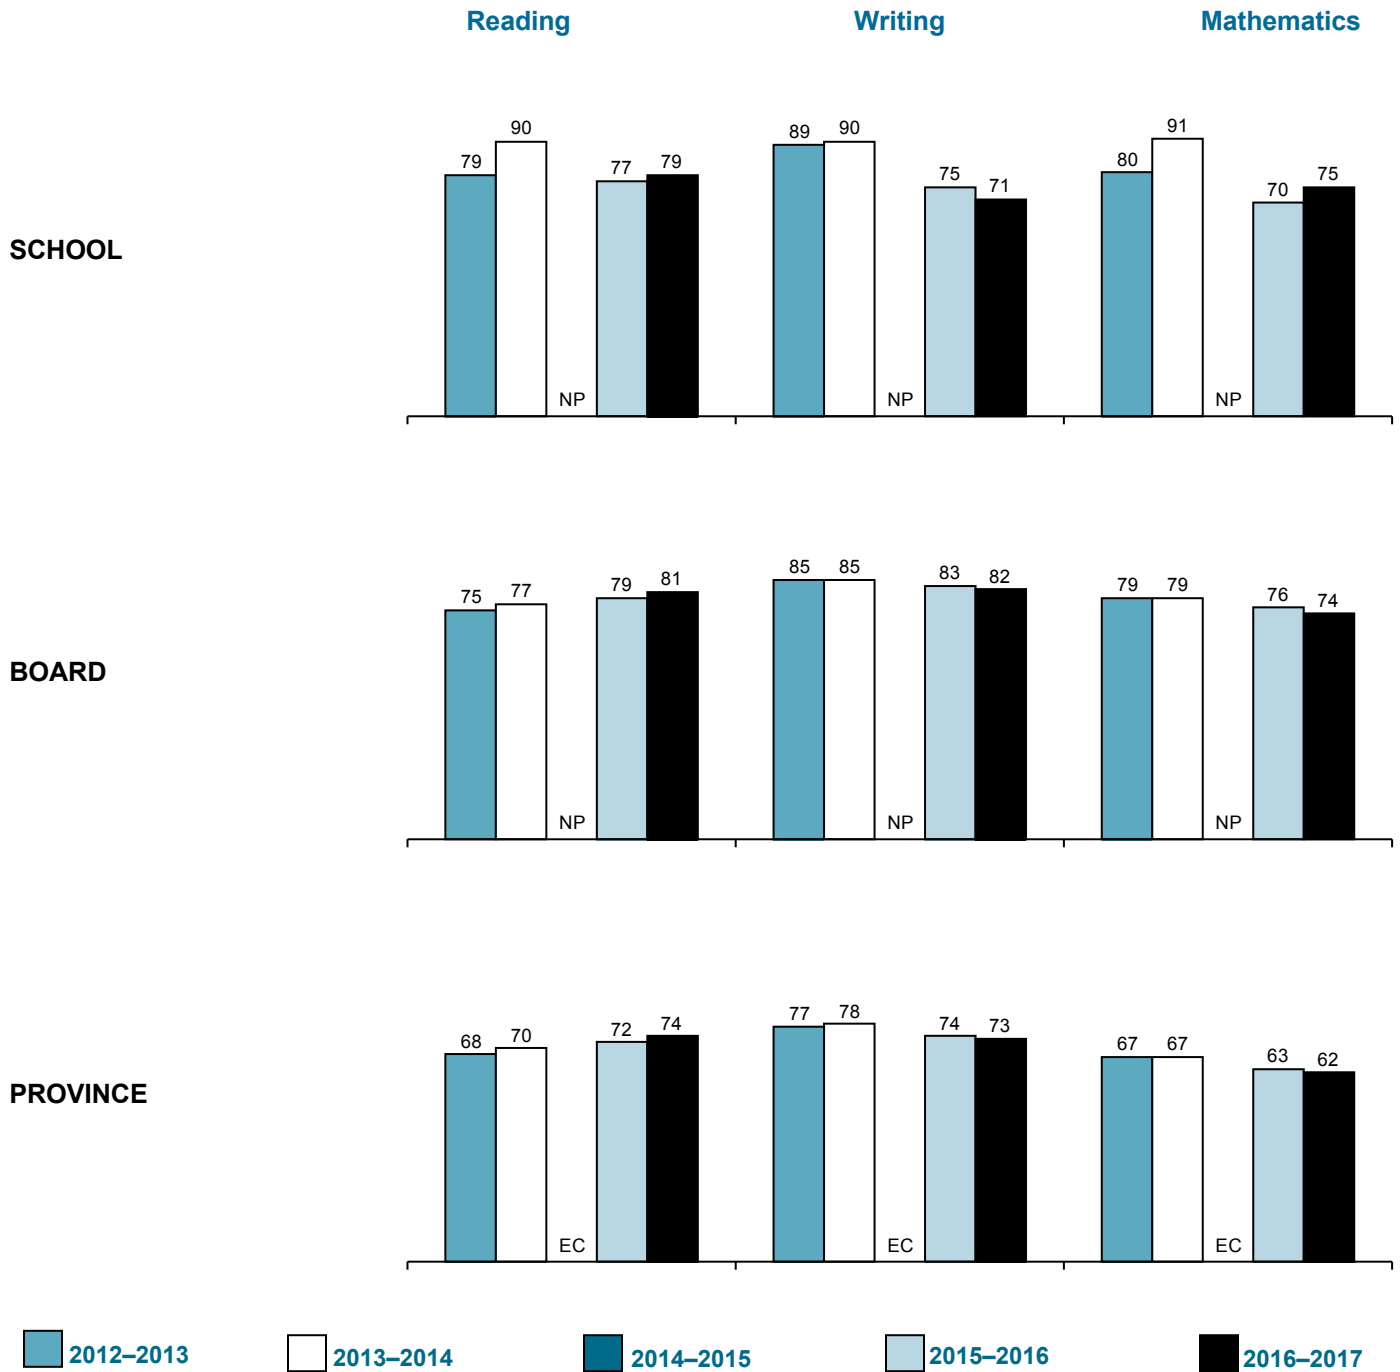 Reading Writing Mathematics
79 90 NP 77 79 89 90 NP 75 71 80 91 NP 70 75
SCHOOL
75 77 NP 79 81 85 85 NP 83 82 79 79 NP 76 74
BOARD
68 70 EC 72 74 77 78 EC 74 73 67 67 EC 63 62
PROVINCE
2012–2013 2013–2014 2014–2015 2015–2016 2016–2017